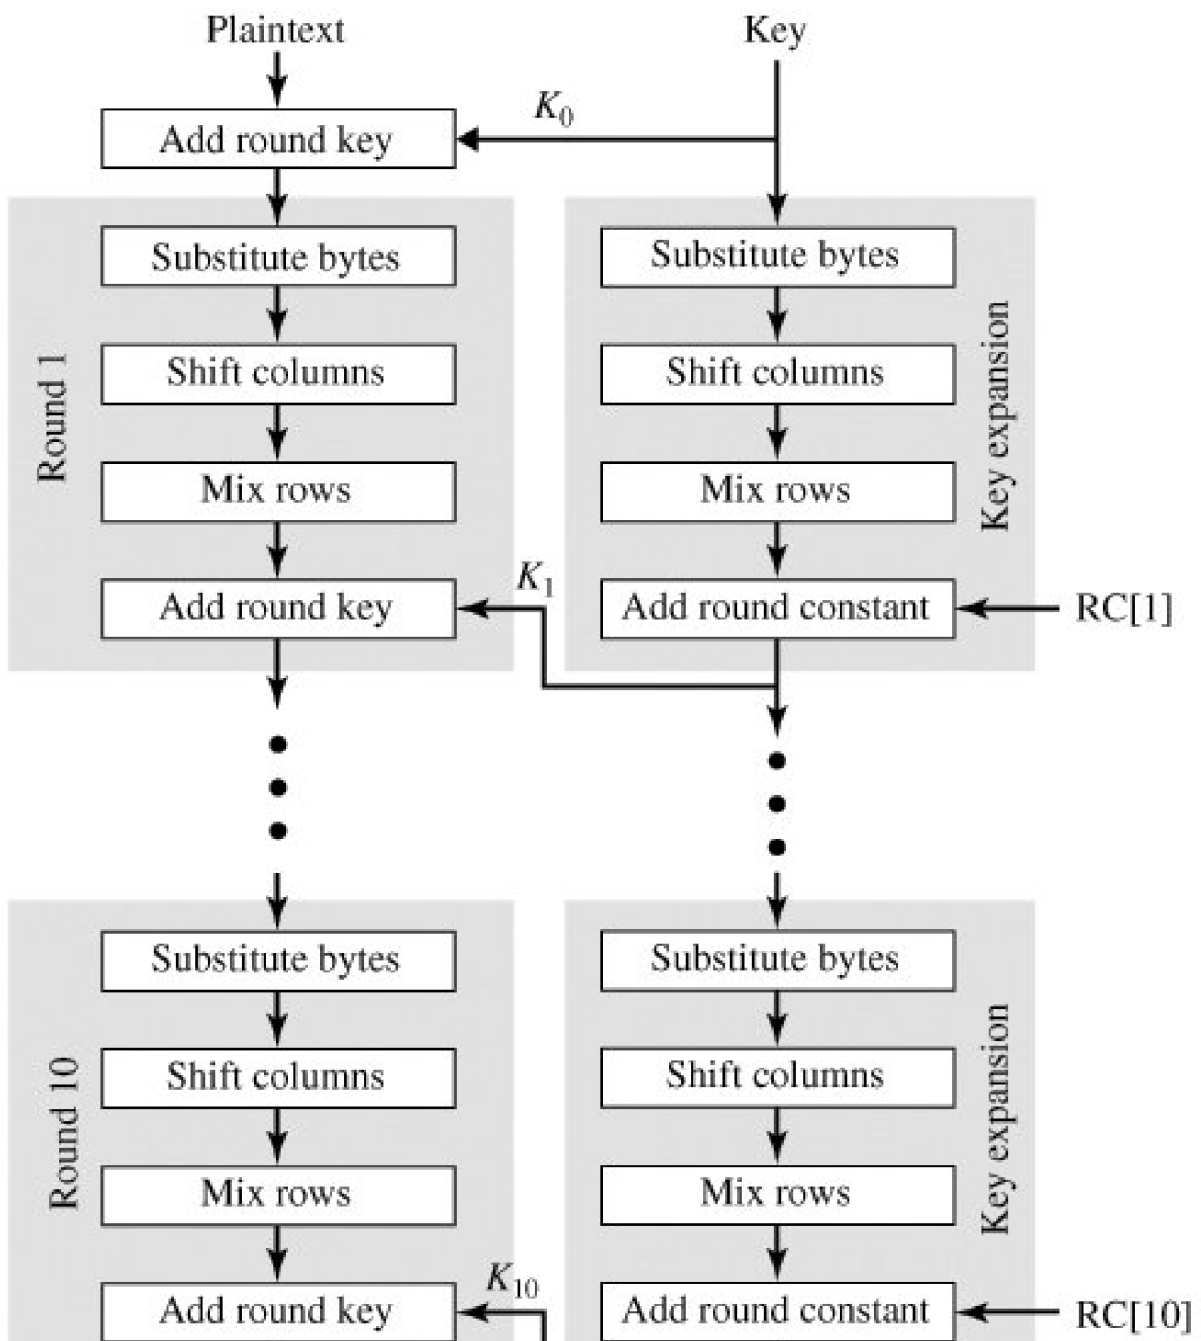 Plaintext
Key
K0
Add round key
Round 1
Substitute bytes
Shift columns
Mix rows
Add round key
Key expansion
Substitute bytes
Shift columns
Mix rows
Add round constant
K1
RC[1]
Round 10
Substitute bytes
Shift columns
Mix rows
Add round key
Key expansion
Substitute bytes
Shift columns
Mix rows
Add round constant
K10
RC[10]